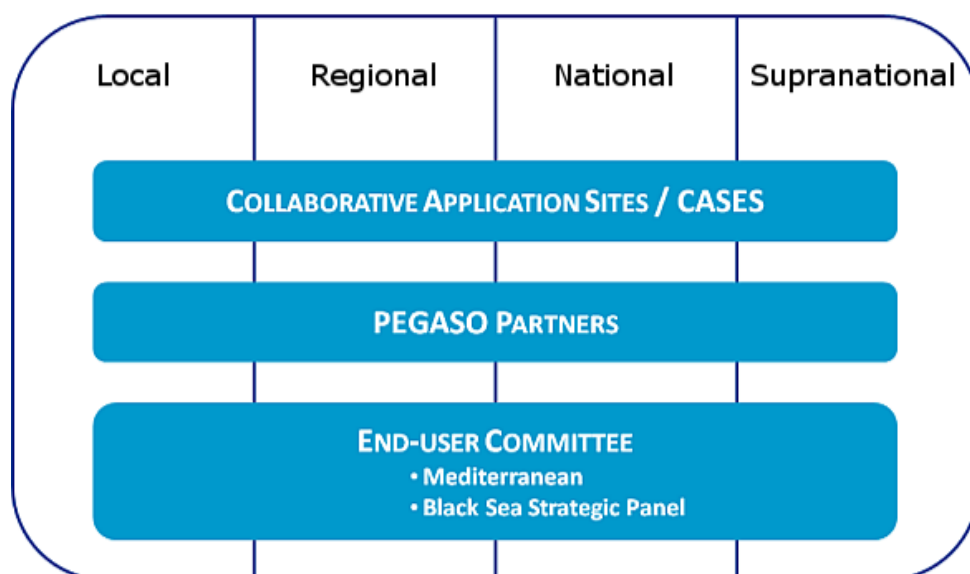 Local Regional National Supranational
COLLABORATIVE APPLICATION SITES / CASES
PEGASO PARTNERS
END-USER COMMITTEE
• Mediterranean
• Black Sea Strategic Panel